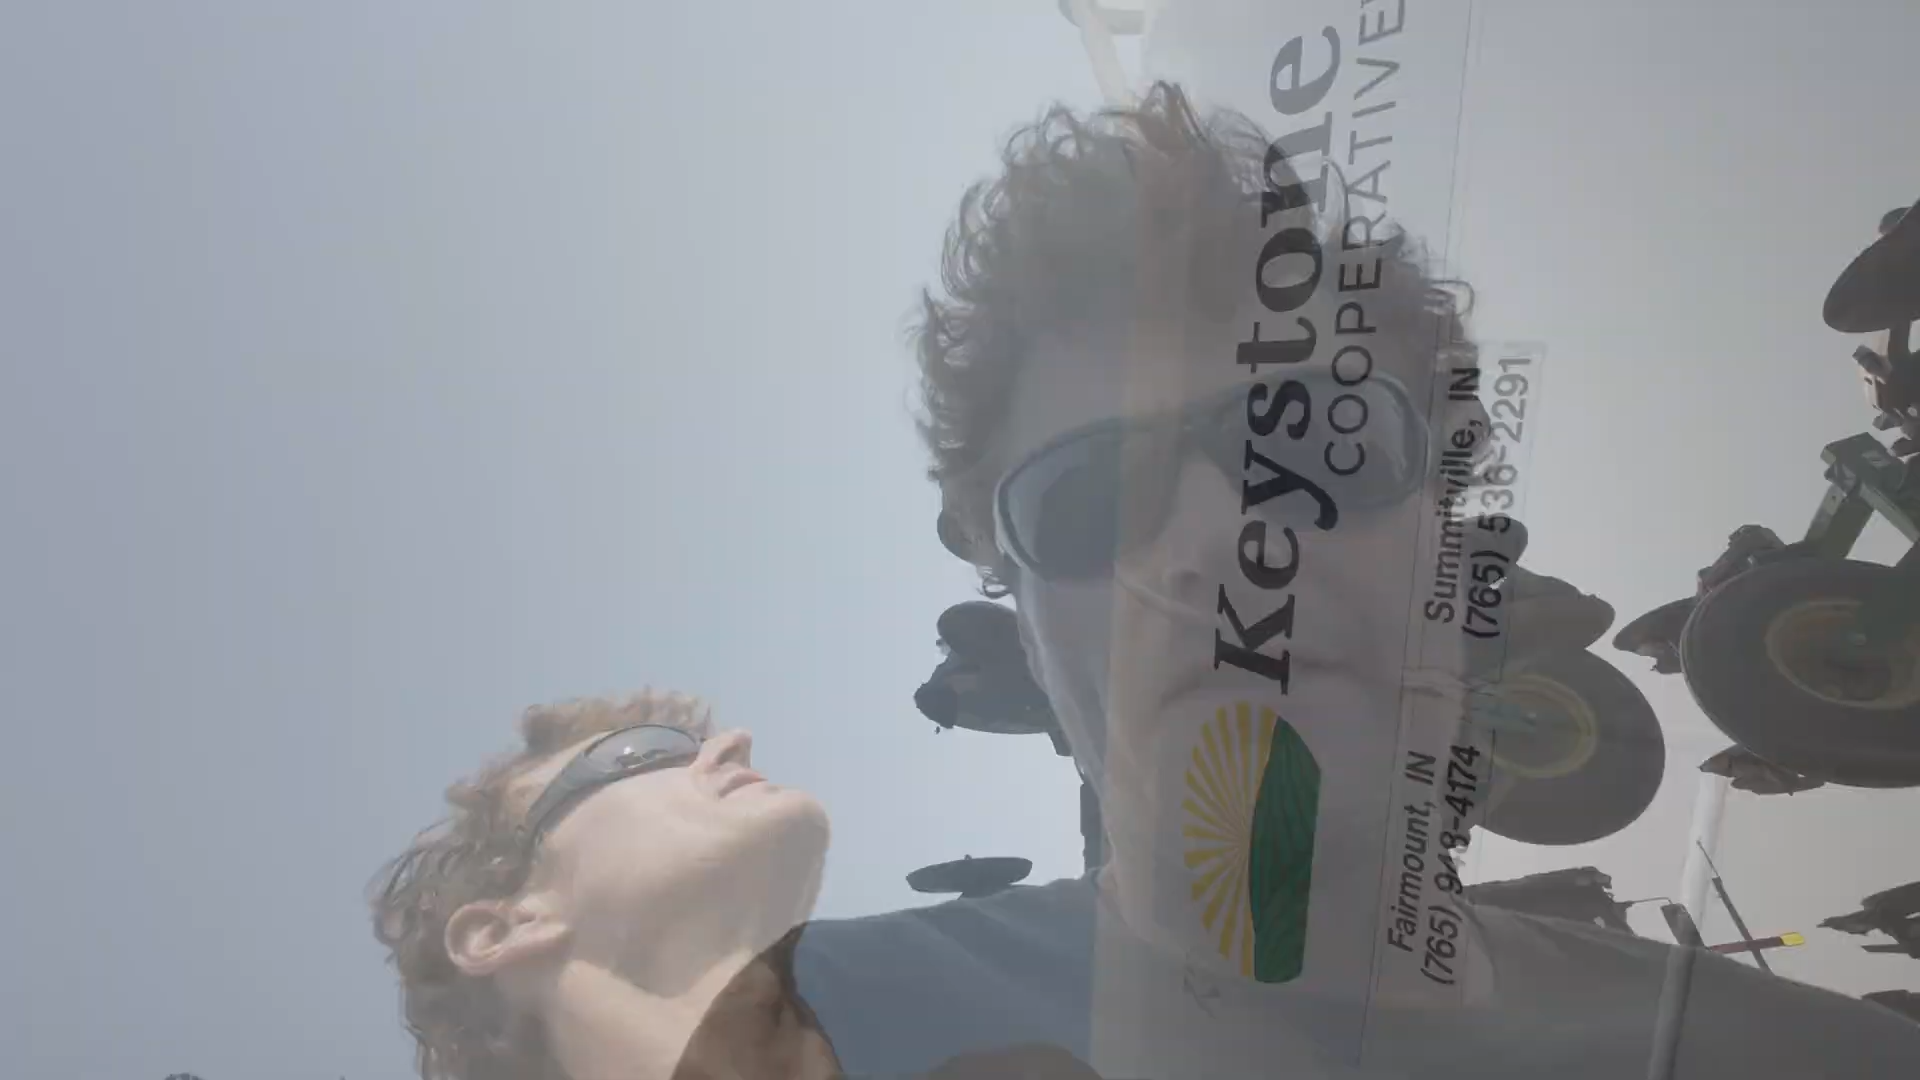 Keystone
COOPERATIVE
Summitville, IN
(765) 536-2291
Fairmount, IN
(765) 948-4174